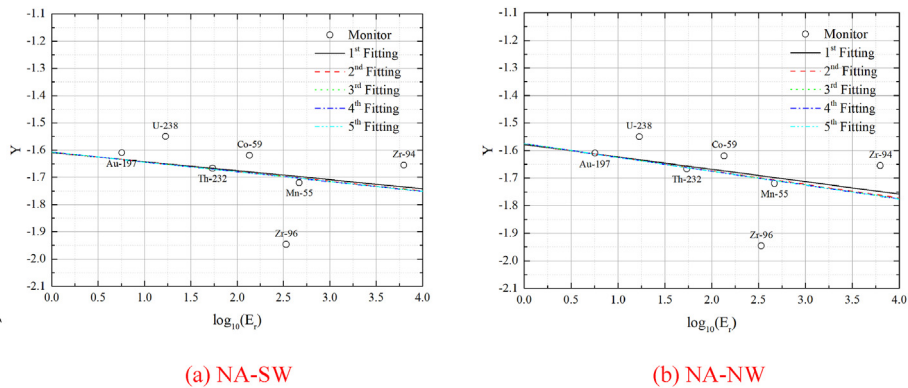 -1.1
-1.2
-1.3
-1.4
-1.5
-1.6
-1.7
-1.8
-1.9
-2.0
-2.1
Y
Monitor
1st Fitting
2nd Fitting
3rd Fitting
4th Fitting
5th Fitting
U-238
Co-59
Zr-94
Au-197
Th-232
Mn-55
Zr-96
0.0 0.5 1.0 1.5 2.0 2.5 3.0 3.5 4.0
log10(Er)
(a) NA-SW
-1.1
-1.2
-1.3
-1.4
-1.5
-1.6
-1.7
-1.8
-1.9
-2.0
-2.1
Y
Monitor
1st Fitting
2nd Fitting
3rd Fitting
4th Fitting
5th Fitting
U-238
Co-59
Zr-94
Au-197
Th-232
Mn-55
Zr-96
0.0 0.5 1.0 1.5 2.0 2.5 3.0 3.5 4.0
log10(Er)
(b) NA-NW